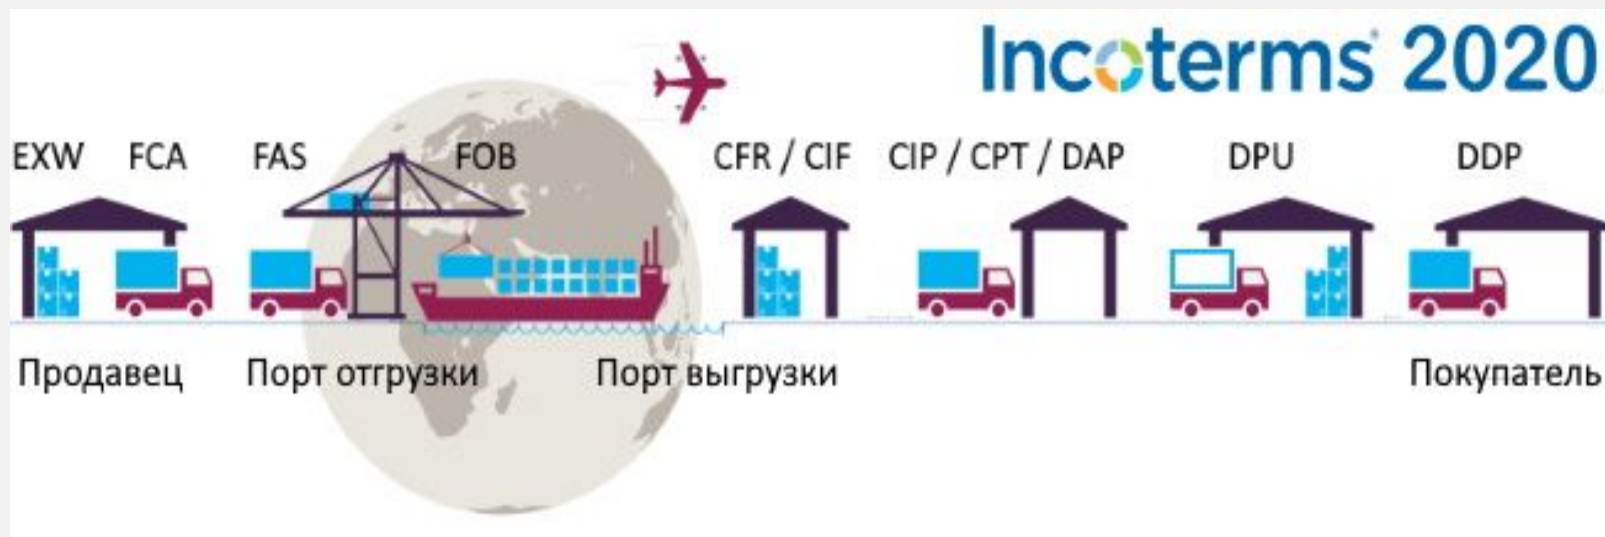 Incoterms® 2020
EXW FCA FAS FOB CFR / CIF CIP / CPT / DAP DPU DDP
Продавец Порт отгрузки Порт выгрузки Покупатель